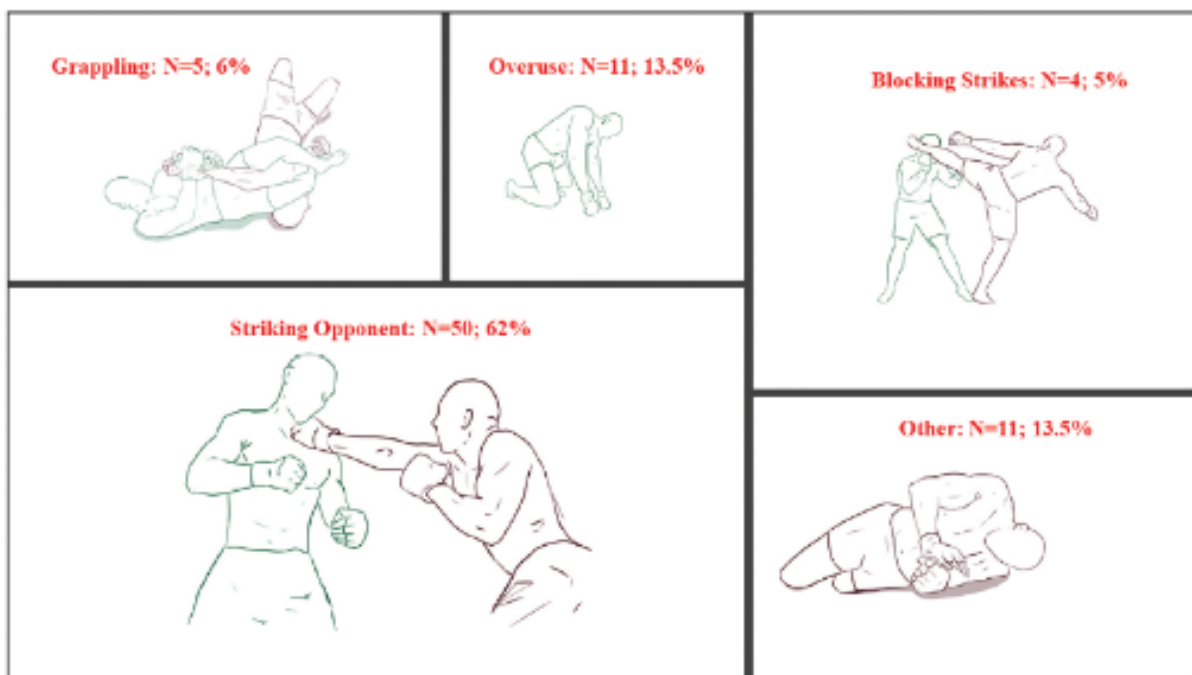 Grappling: N=5; 6%
Overuse: N=11; 13.5%
Blocking Strikes: N=4; 5%
Striking Opponent: N=50; 62%
Other: N=11; 13.5%